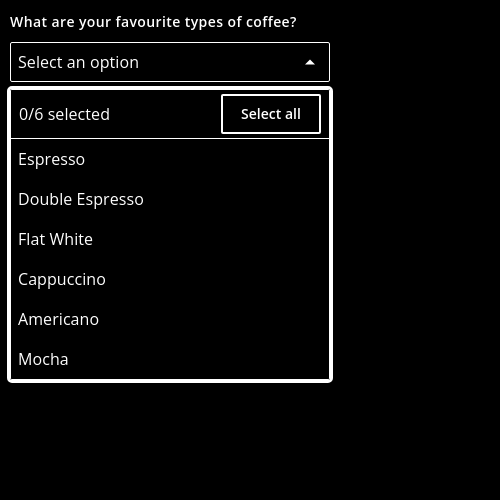 What are your favourite types of coffee?
Select an option
0/6 selected Select all
Espresso
Double Espresso
Flat White
Cappuccino
Americano
Mocha